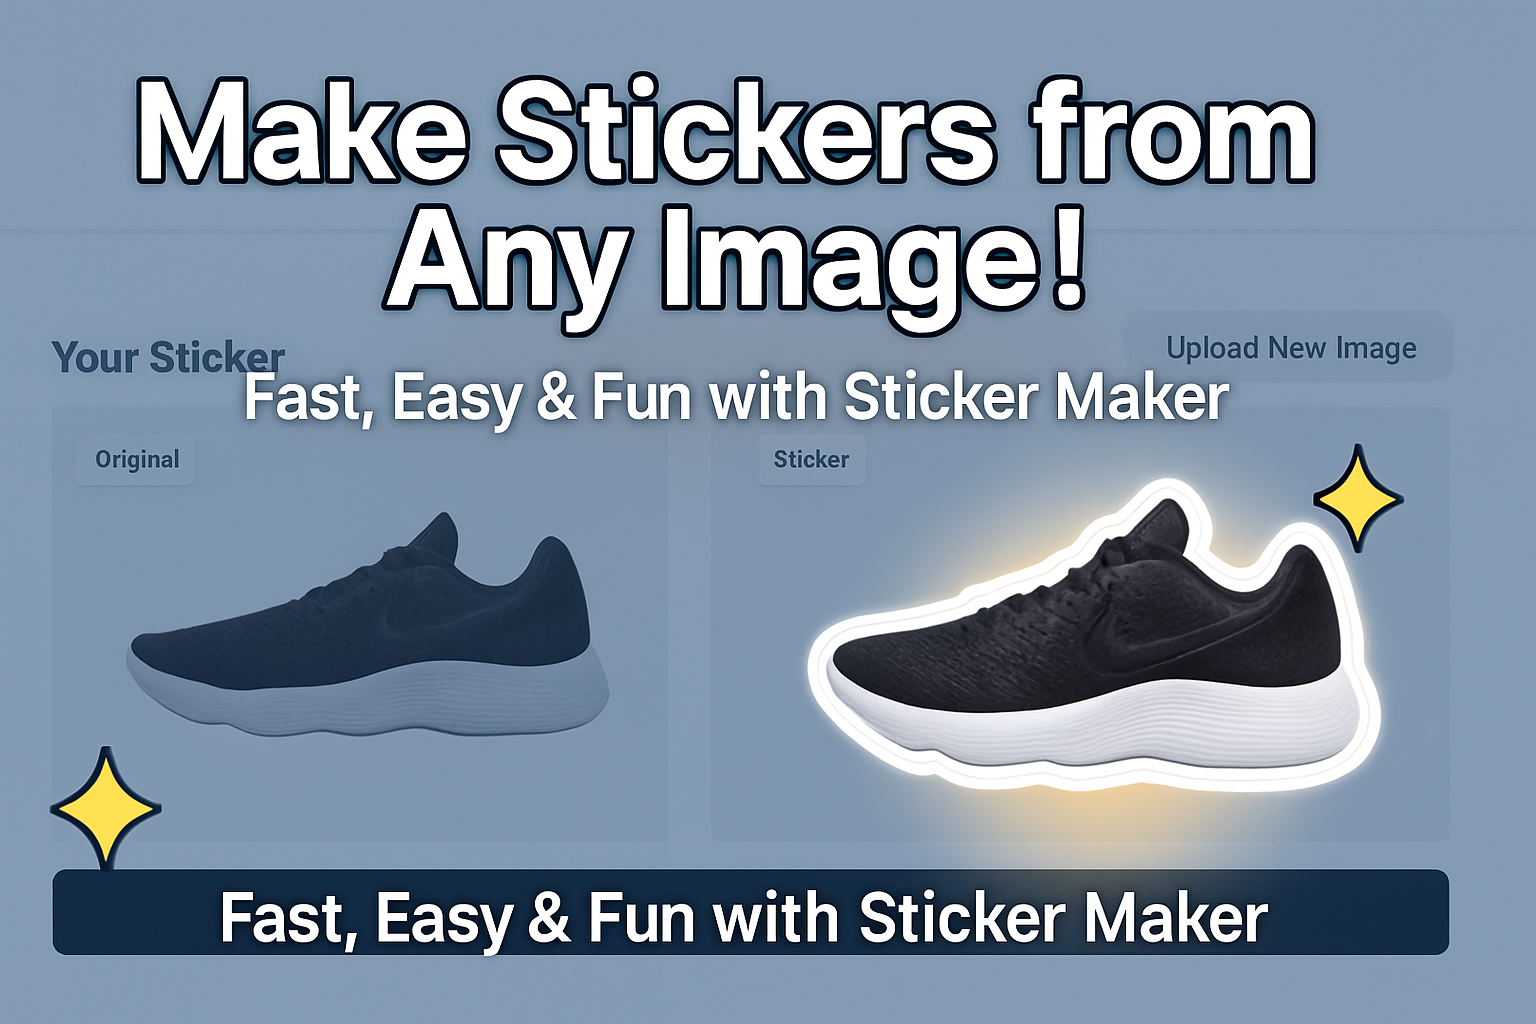 Make Stickers from
Any Image!
Your Sticker
Upload New Image
Fast, Easy & Fun with Sticker Maker
Original
Sticker
Fast, Easy & Fun with Sticker Maker